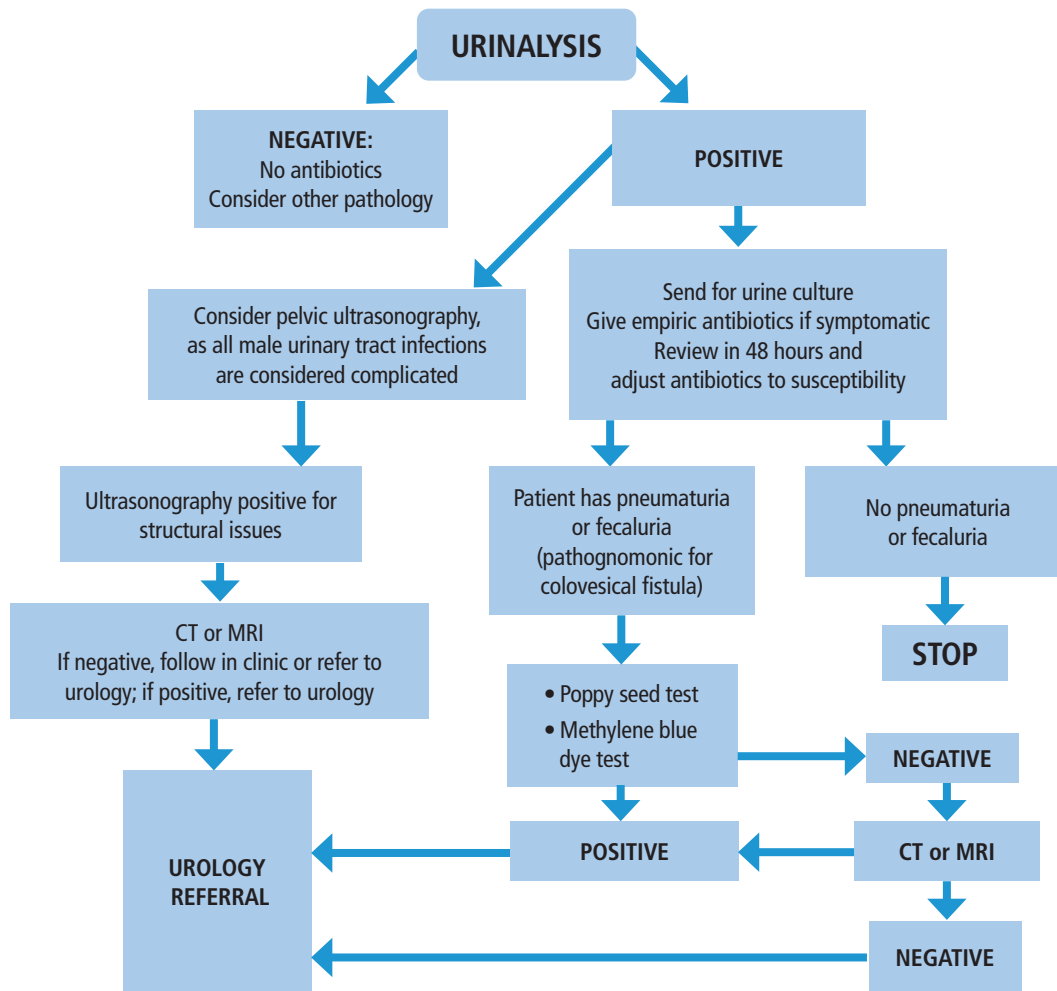 URINALYSIS
NEGATIVE:
No antibiotics
Consider other pathology
POSITIVE
Consider pelvic ultrasonography,
as all male urinary tract infections
are considered complicated
Send for urine culture
Give empiric antibiotics if symptomatic
Review in 48 hours and
adjust antibiotics to susceptibility
Ultrasonography positive for
structural issues
Patient has pneumaturia
or fecaluria
(pathognomonic for
colovesical fistula)
No pneumaturia
or fecaluria
CT or MRI
If negative, follow in clinic or refer to
urology; if positive, refer to urology
STOP
• Poppy seed test
• Methylene blue
dye test
NEGATIVE
UROLOGY
REFERRAL
POSITIVE
CT or MRI
NEGATIVE